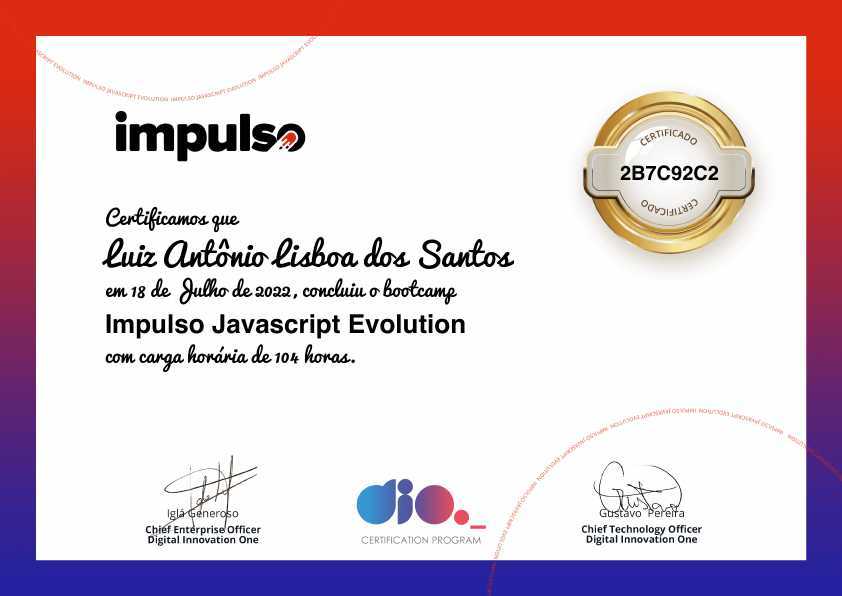 IMPULSO JAVASCRIPT EVOLUTION IMPULSO JAVASCRIPT EVOLUTION IMPULSO JAVASCRIPT
impulso
CERTIFICADO
2B7C92C2
CERTIFICADO
Certificamos que
Luiz Antônio Lisboa dos Santos
em 18 de Julho de 2022, concluiu o bootcamp
Impulso Javascript Evolution
com carga horária de 104 horas.
IMPULSO JAVASCRIPT EVOLUTION IMPULSO JAVASCRIPT EVOLUTION
Iglá Generoso
Chief Enterprise Officer
Digital Innovation One
dio_
CERTIFICATION PROGRAM
Gustavo Pereira
Chief Technology Officer
Digital Innovation One